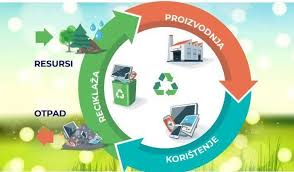 PROIZVODNJA
RESURSI
RECIKLAŽA
OTPAD
KORIŠTENJE